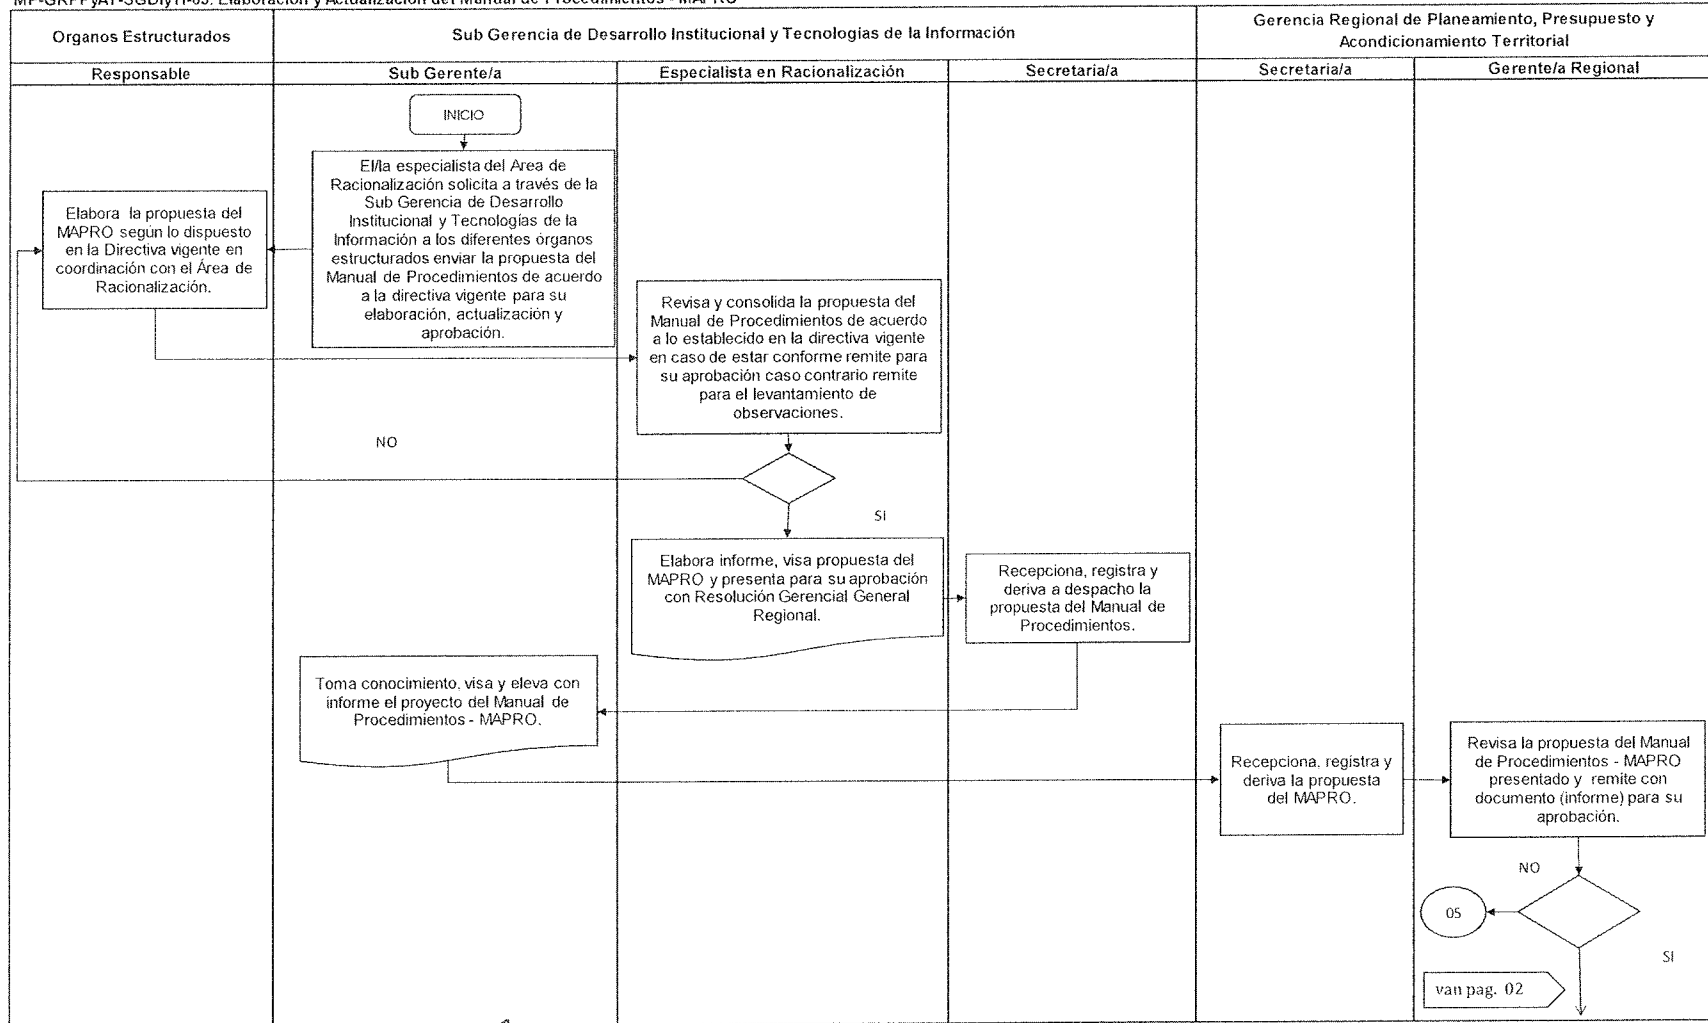 Elaboración y Actualización del Manual de Procedimientos - MAPRO
Organos Estructurados
Sub Gerencia de Desarrollo Institucional y Tecnologias de la Información
Gerencia Regional de Planeamiento, Presupuesto y
Acondicionamiento Territorial
Responsable
Sub Gerente/a
Especialista en Racionalización
Secretaria/a
Secretaria/a
Gerente/a Regional
INICIO
El/la especialista del Area de
Racionalización solicita a través de la
Sub Gerencia de Desarrollo
Institucional y Tecnologías de la
Información a los diferentes órganos
estructurados enviar la propuesta del
Manual de Procedimientos de acuerdo
a la directiva vigente para su
elaboración, actualización y
aprobación.
Elabora la propuesta del
MAPRO según lo dispuesto
en la Directiva vigente en
coordinación con el Área de
Racionalización.
Revisa y consolida la propuesta del
Manual de Procedimientos de acuerdo
a lo establecido en la directiva vigente
en caso de estar conforme remite para
su aprobación caso contrario remite
para el levantamiento de
observaciones.
NO
SI
Elabora informe, visa propuesta del
MAPRO y presenta para su aprobación
con Resolución Gerencial General
Regional.
Recepciona, registra y
deriva a despacho la
propuesta del Manual de
Procedimientos.
Toma conocimiento, visa y eleva con
informe el proyecto del Manual de
Procedimientos - MAPRO.
Recepciona, registra y
deriva la propuesta
del MAPRO.
Revisa la propuesta del Manual
de Procedimientos - MAPRO
presentado y remite con
documento (informe) para su
aprobación.
NO
05
SI
van pag. 02